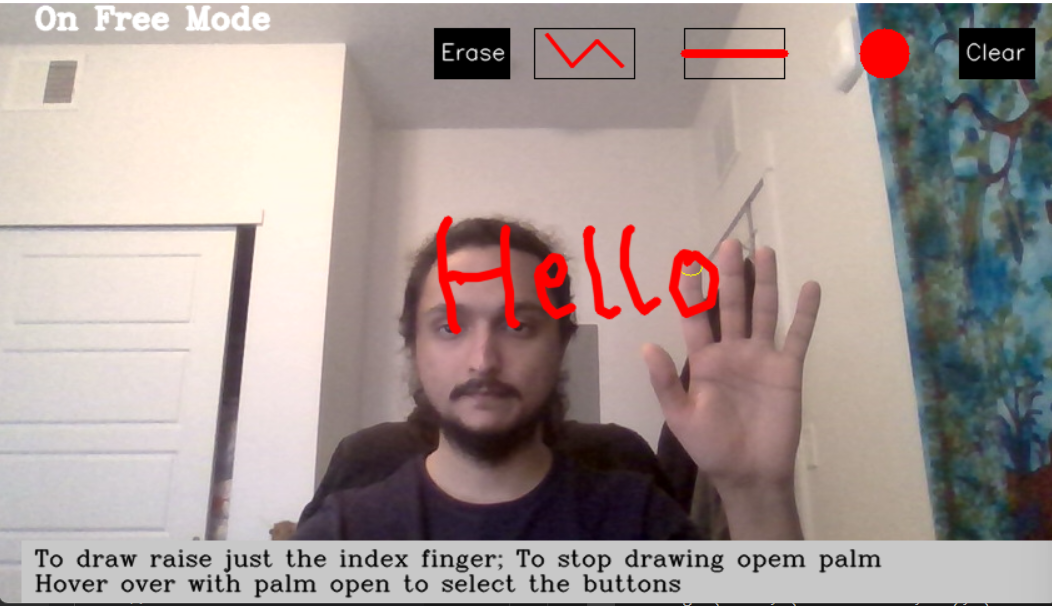 On Free Mode
Erase
Clear
Hello
To draw raise just the index finger; To stop drawing opem palm
Hover over with palm open to select the buttons